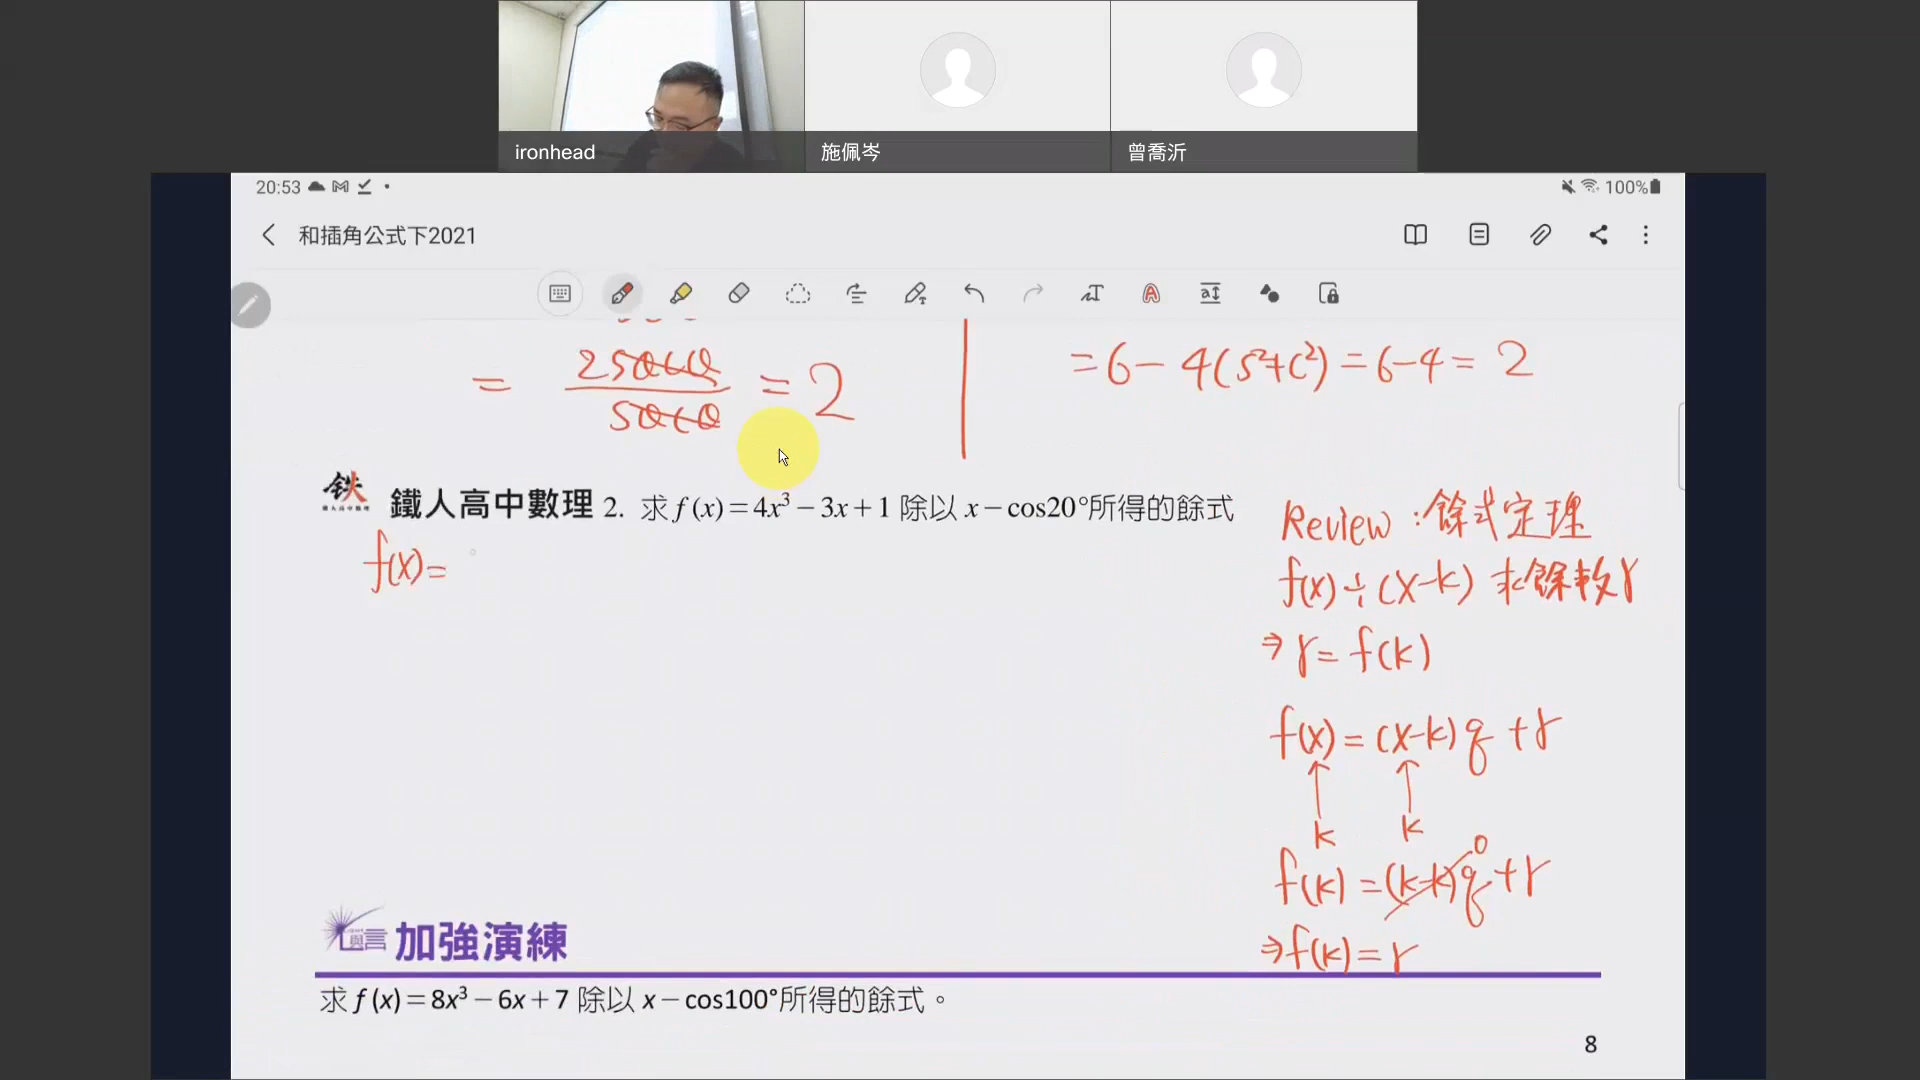 ironhead
施佩岑
曾喬沂
20:53
100%
和插角公式下2021
= 2sθcθ / sθcθ = 2
= 6 - 4(s²+c²) = 6-4 = 2
鐵人高中數理 2. 求 f(x) = 4x³ − 3x + 1 除以 x − cos20°所得的餘式
f(x) =
Review : 餘式定理
f(x) ÷ (x-k) 求餘數r
⇒ r = f(k)
f(x) = (x-k)q + r
↑ ↑
k k
f(k) = (k-k)q + r
0
⇒ f(k) = r
加強演練
求 f(x) = 8x³ − 6x + 7 除以 x − cos100°所得的餘式。
8